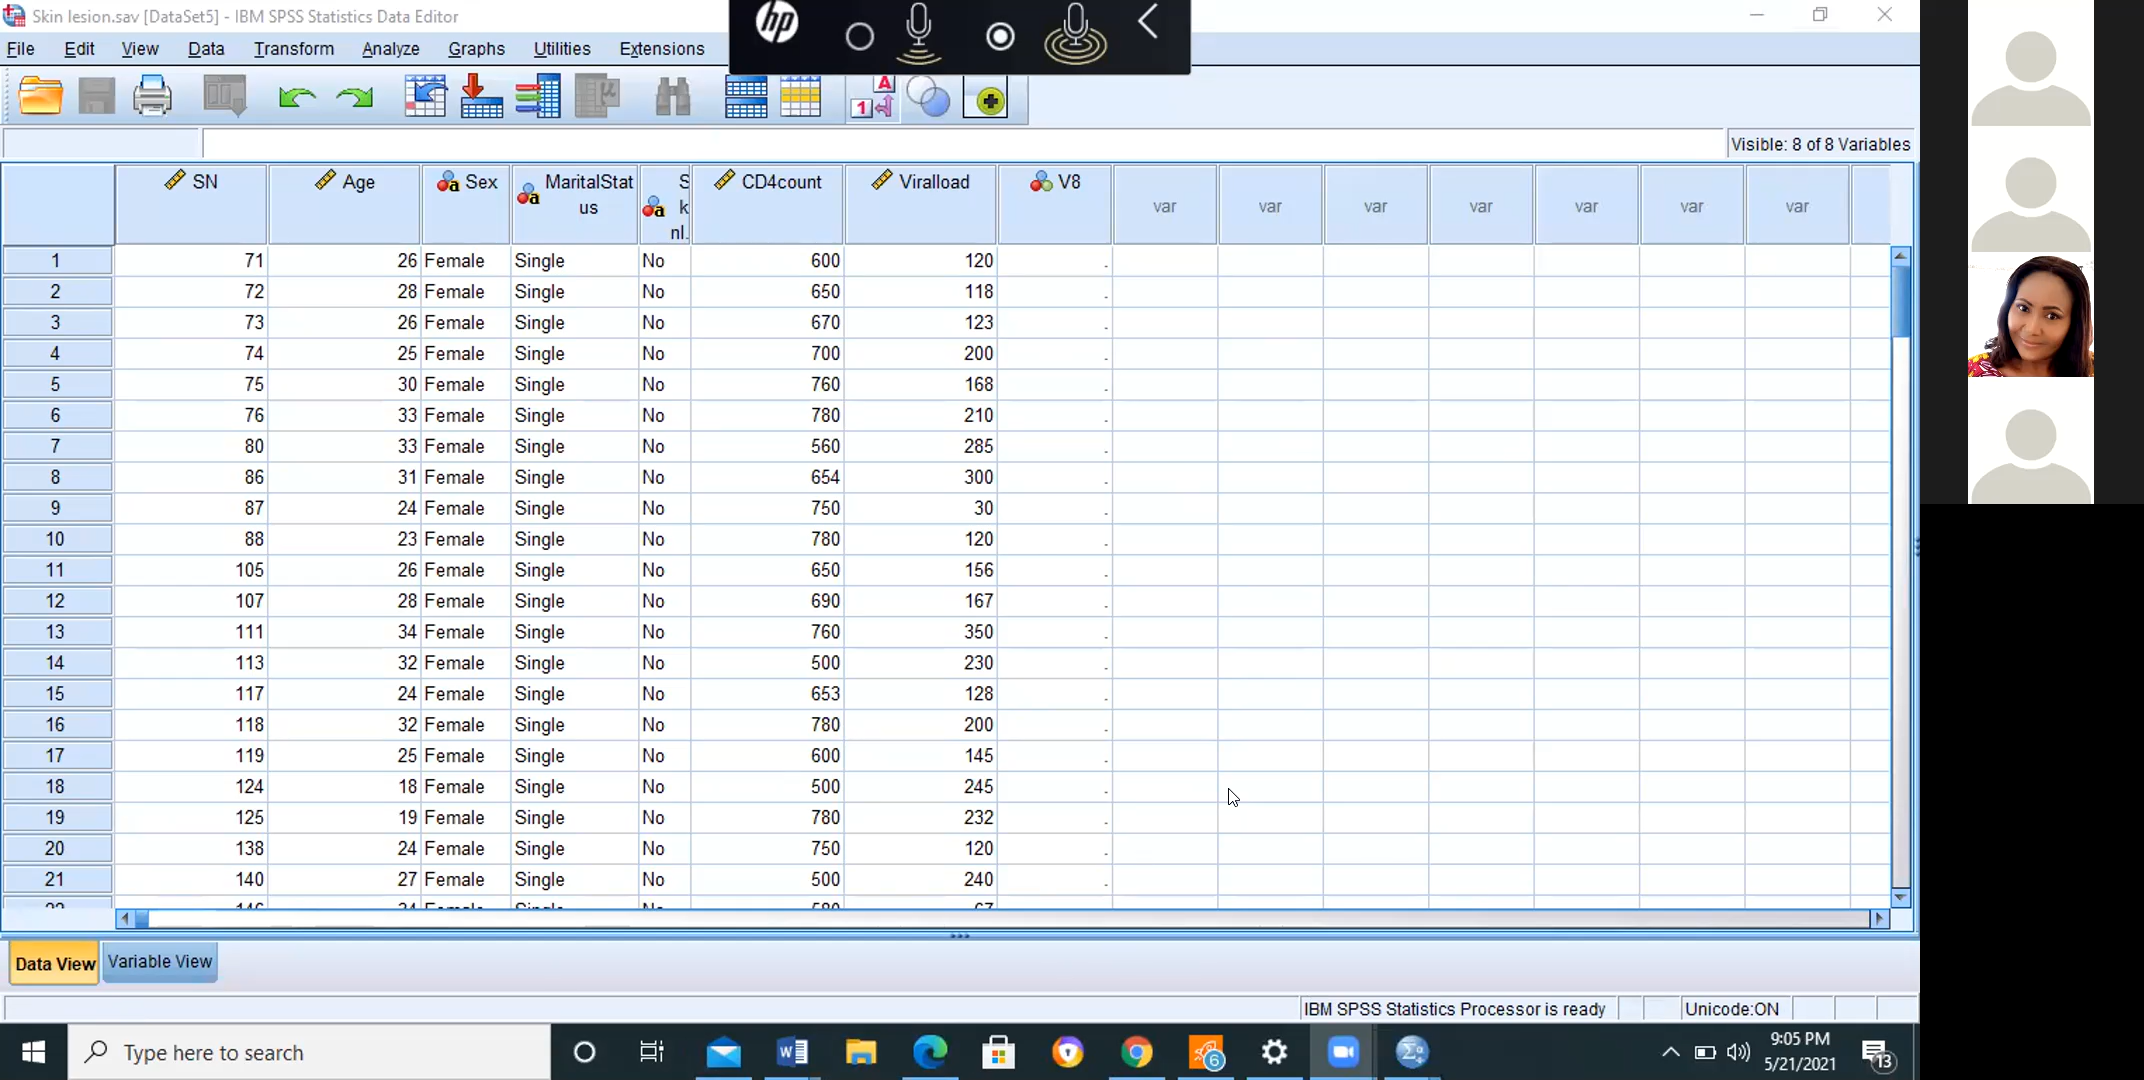 Skin lesion.sav [DataSet5] - IBM SPSS Statistics Data Editor
hp
File Edit View Data Transform Analyze Graphs Utilities Extensions
Visible: 8 of 8 Variables
SN Age Sex MaritalStat us S k nl. CD4count Viralload V8 var var var var var var var
1 71 26 Female Single No 600 120 .
2 72 28 Female Single No 650 118 .
3 73 26 Female Single No 670 123 .
4 74 25 Female Single No 700 200 .
5 75 30 Female Single No 760 168 .
6 76 33 Female Single No 780 210 .
7 80 33 Female Single No 560 285 .
8 86 31 Female Single No 654 300 .
9 87 24 Female Single No 750 30 .
10 88 23 Female Single No 780 120 .
11 105 26 Female Single No 650 156 .
12 107 28 Female Single No 690 167 .
13 111 34 Female Single No 760 350 .
14 113 32 Female Single No 500 230 .
15 117 24 Female Single No 653 128 .
16 118 32 Female Single No 780 200 .
17 119 25 Female Single No 600 145 .
18 124 18 Female Single No 500 245 .
19 125 19 Female Single No 780 232 .
20 138 24 Female Single No 750 120 .
21 140 27 Female Single No 500 240 .
Data View Variable View
IBM SPSS Statistics Processor is ready Unicode:ON
Type here to search
6
9:05 PM
5/21/2021
13